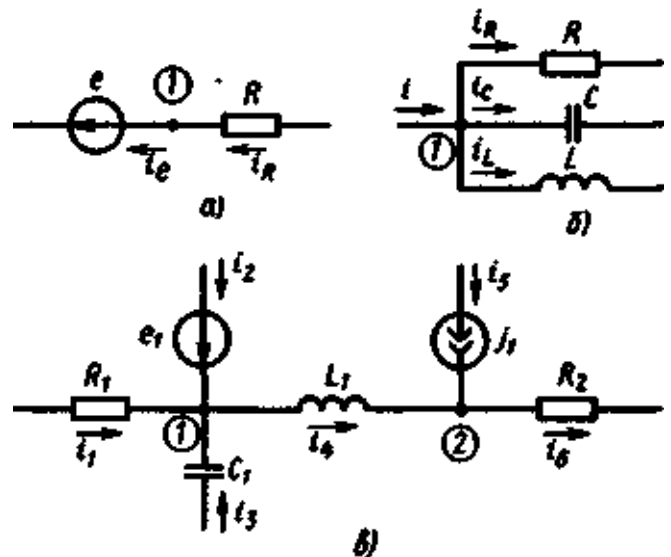 e ① R
i_e i_R
а)
i_R R
i i_C C
① i_L L
б)
i_2 i_5
e_1 j_1
R_1 L_1 R_2
i_1 ① i_4 ② i_6
C_1
i_3
в)